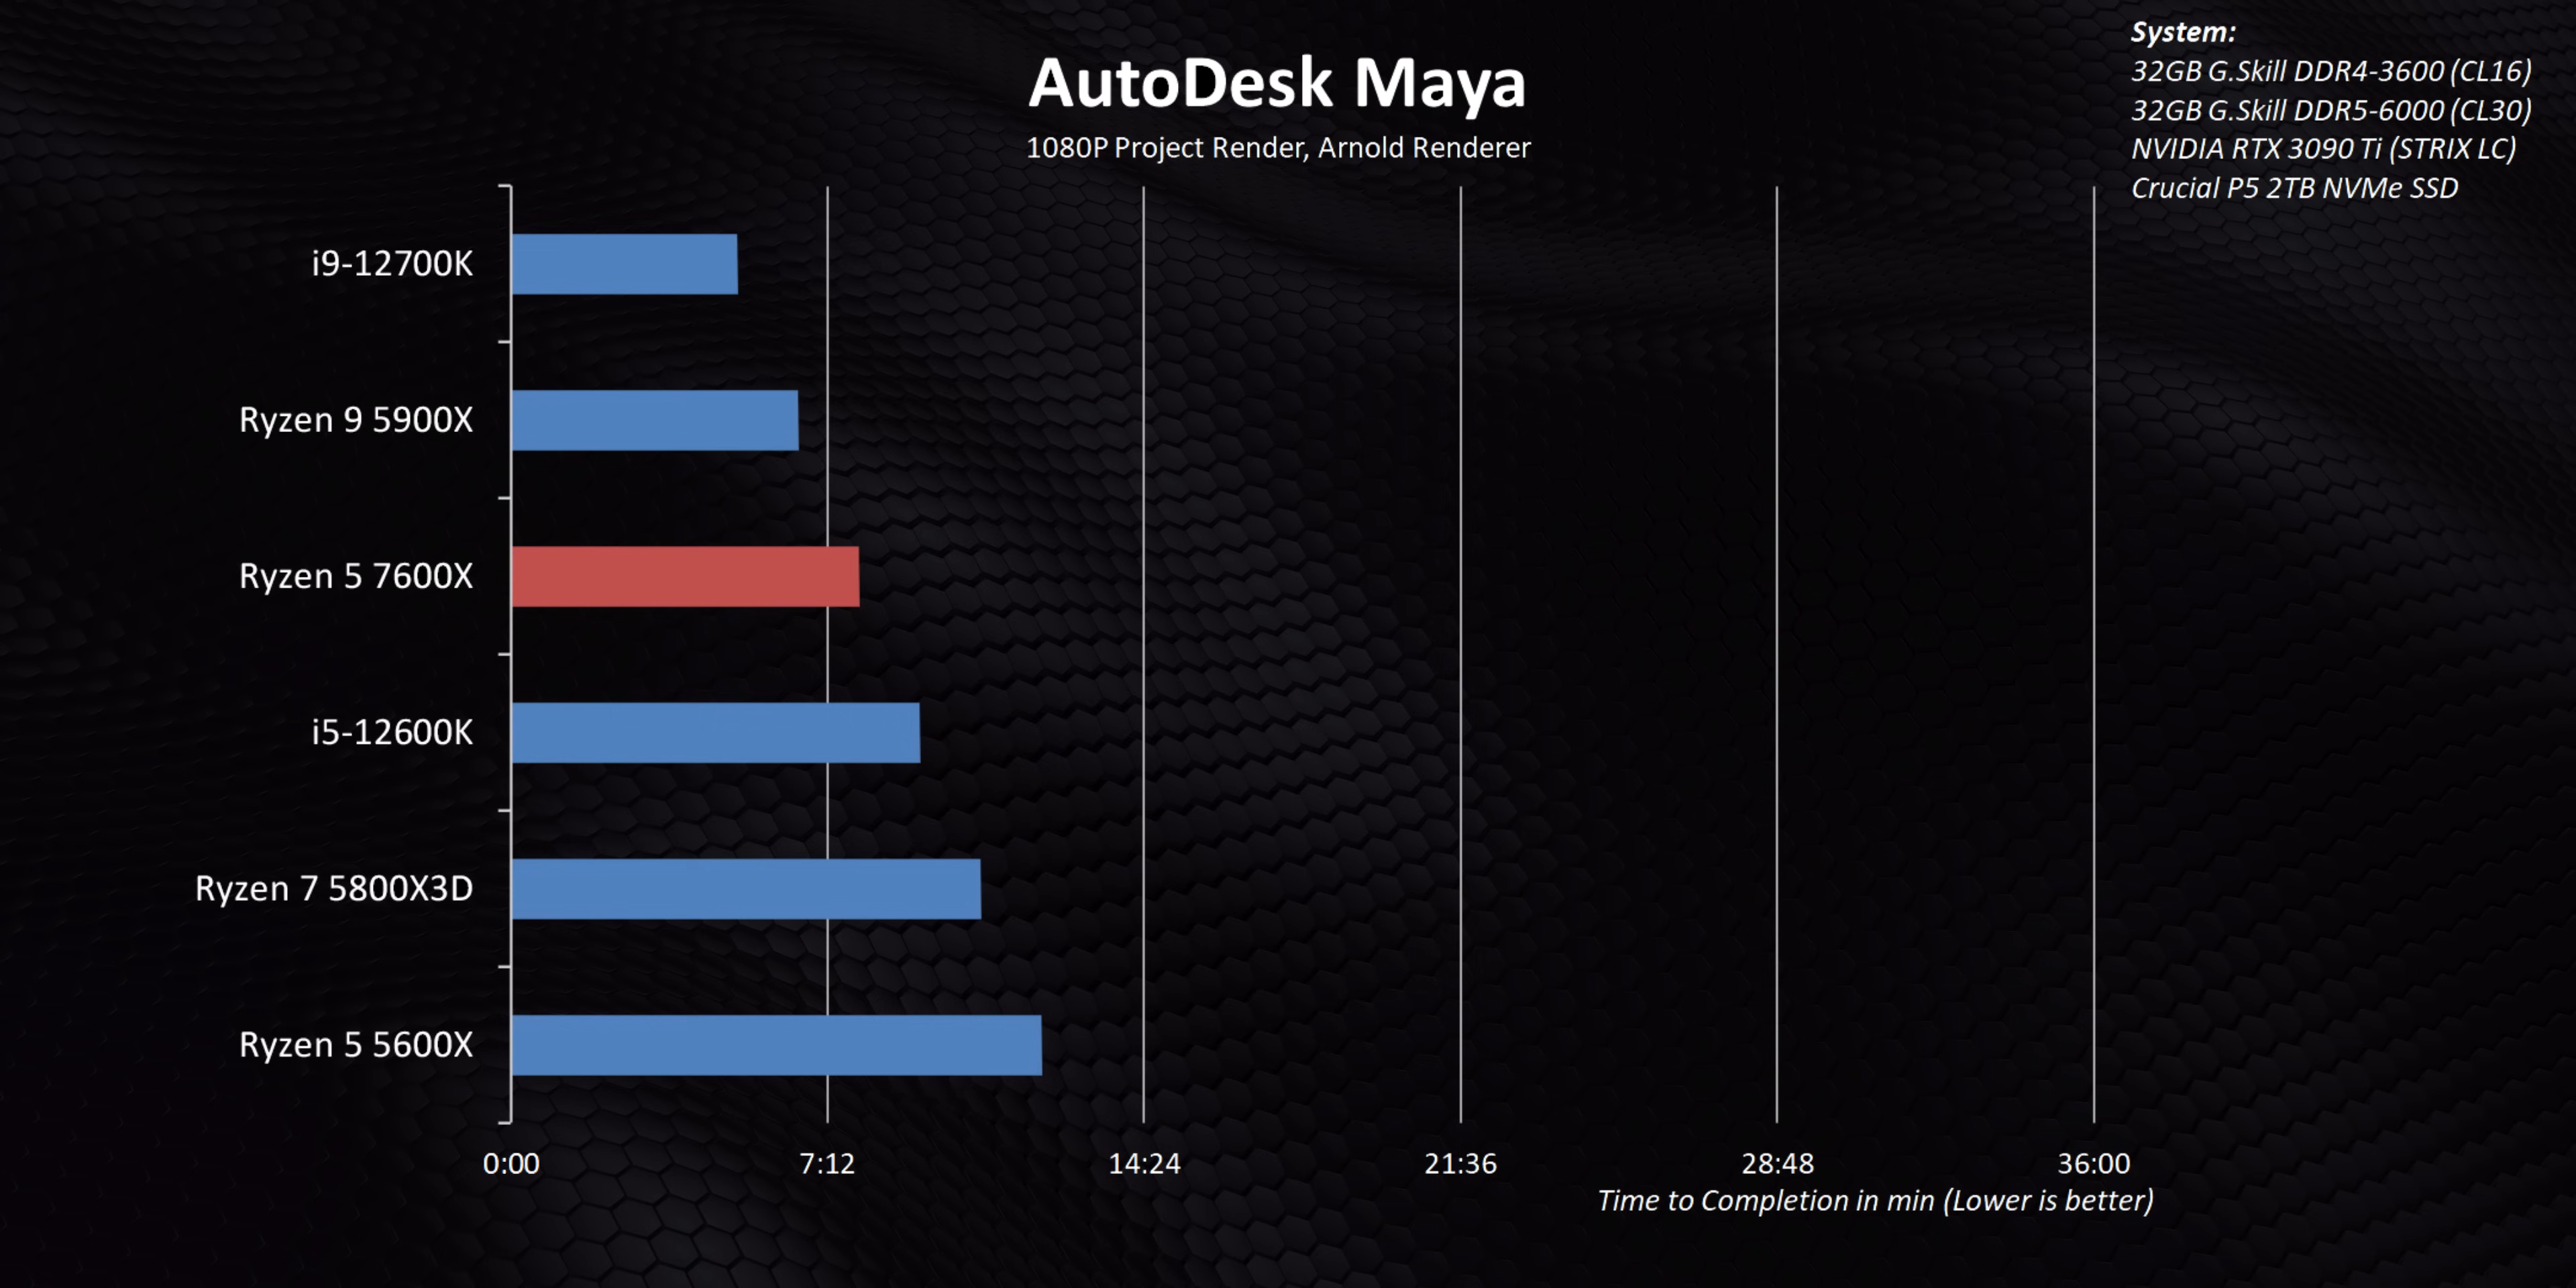 AutoDesk Maya
1080P Project Render, Arnold Renderer
System:
32GB G.Skill DDR4-3600 (CL16)
32GB G.Skill DDR5-6000 (CL30)
NVIDIA RTX 3090 Ti (STRIX LC)
Crucial P5 2TB NVMe SSD
i9-12700K
Ryzen 9 5900X
Ryzen 5 7600X
i5-12600K
Ryzen 7 5800X3D
Ryzen 5 5600X
0:00 7:12 14:24 21:36 28:48 36:00
Time to Completion in min (Lower is better)